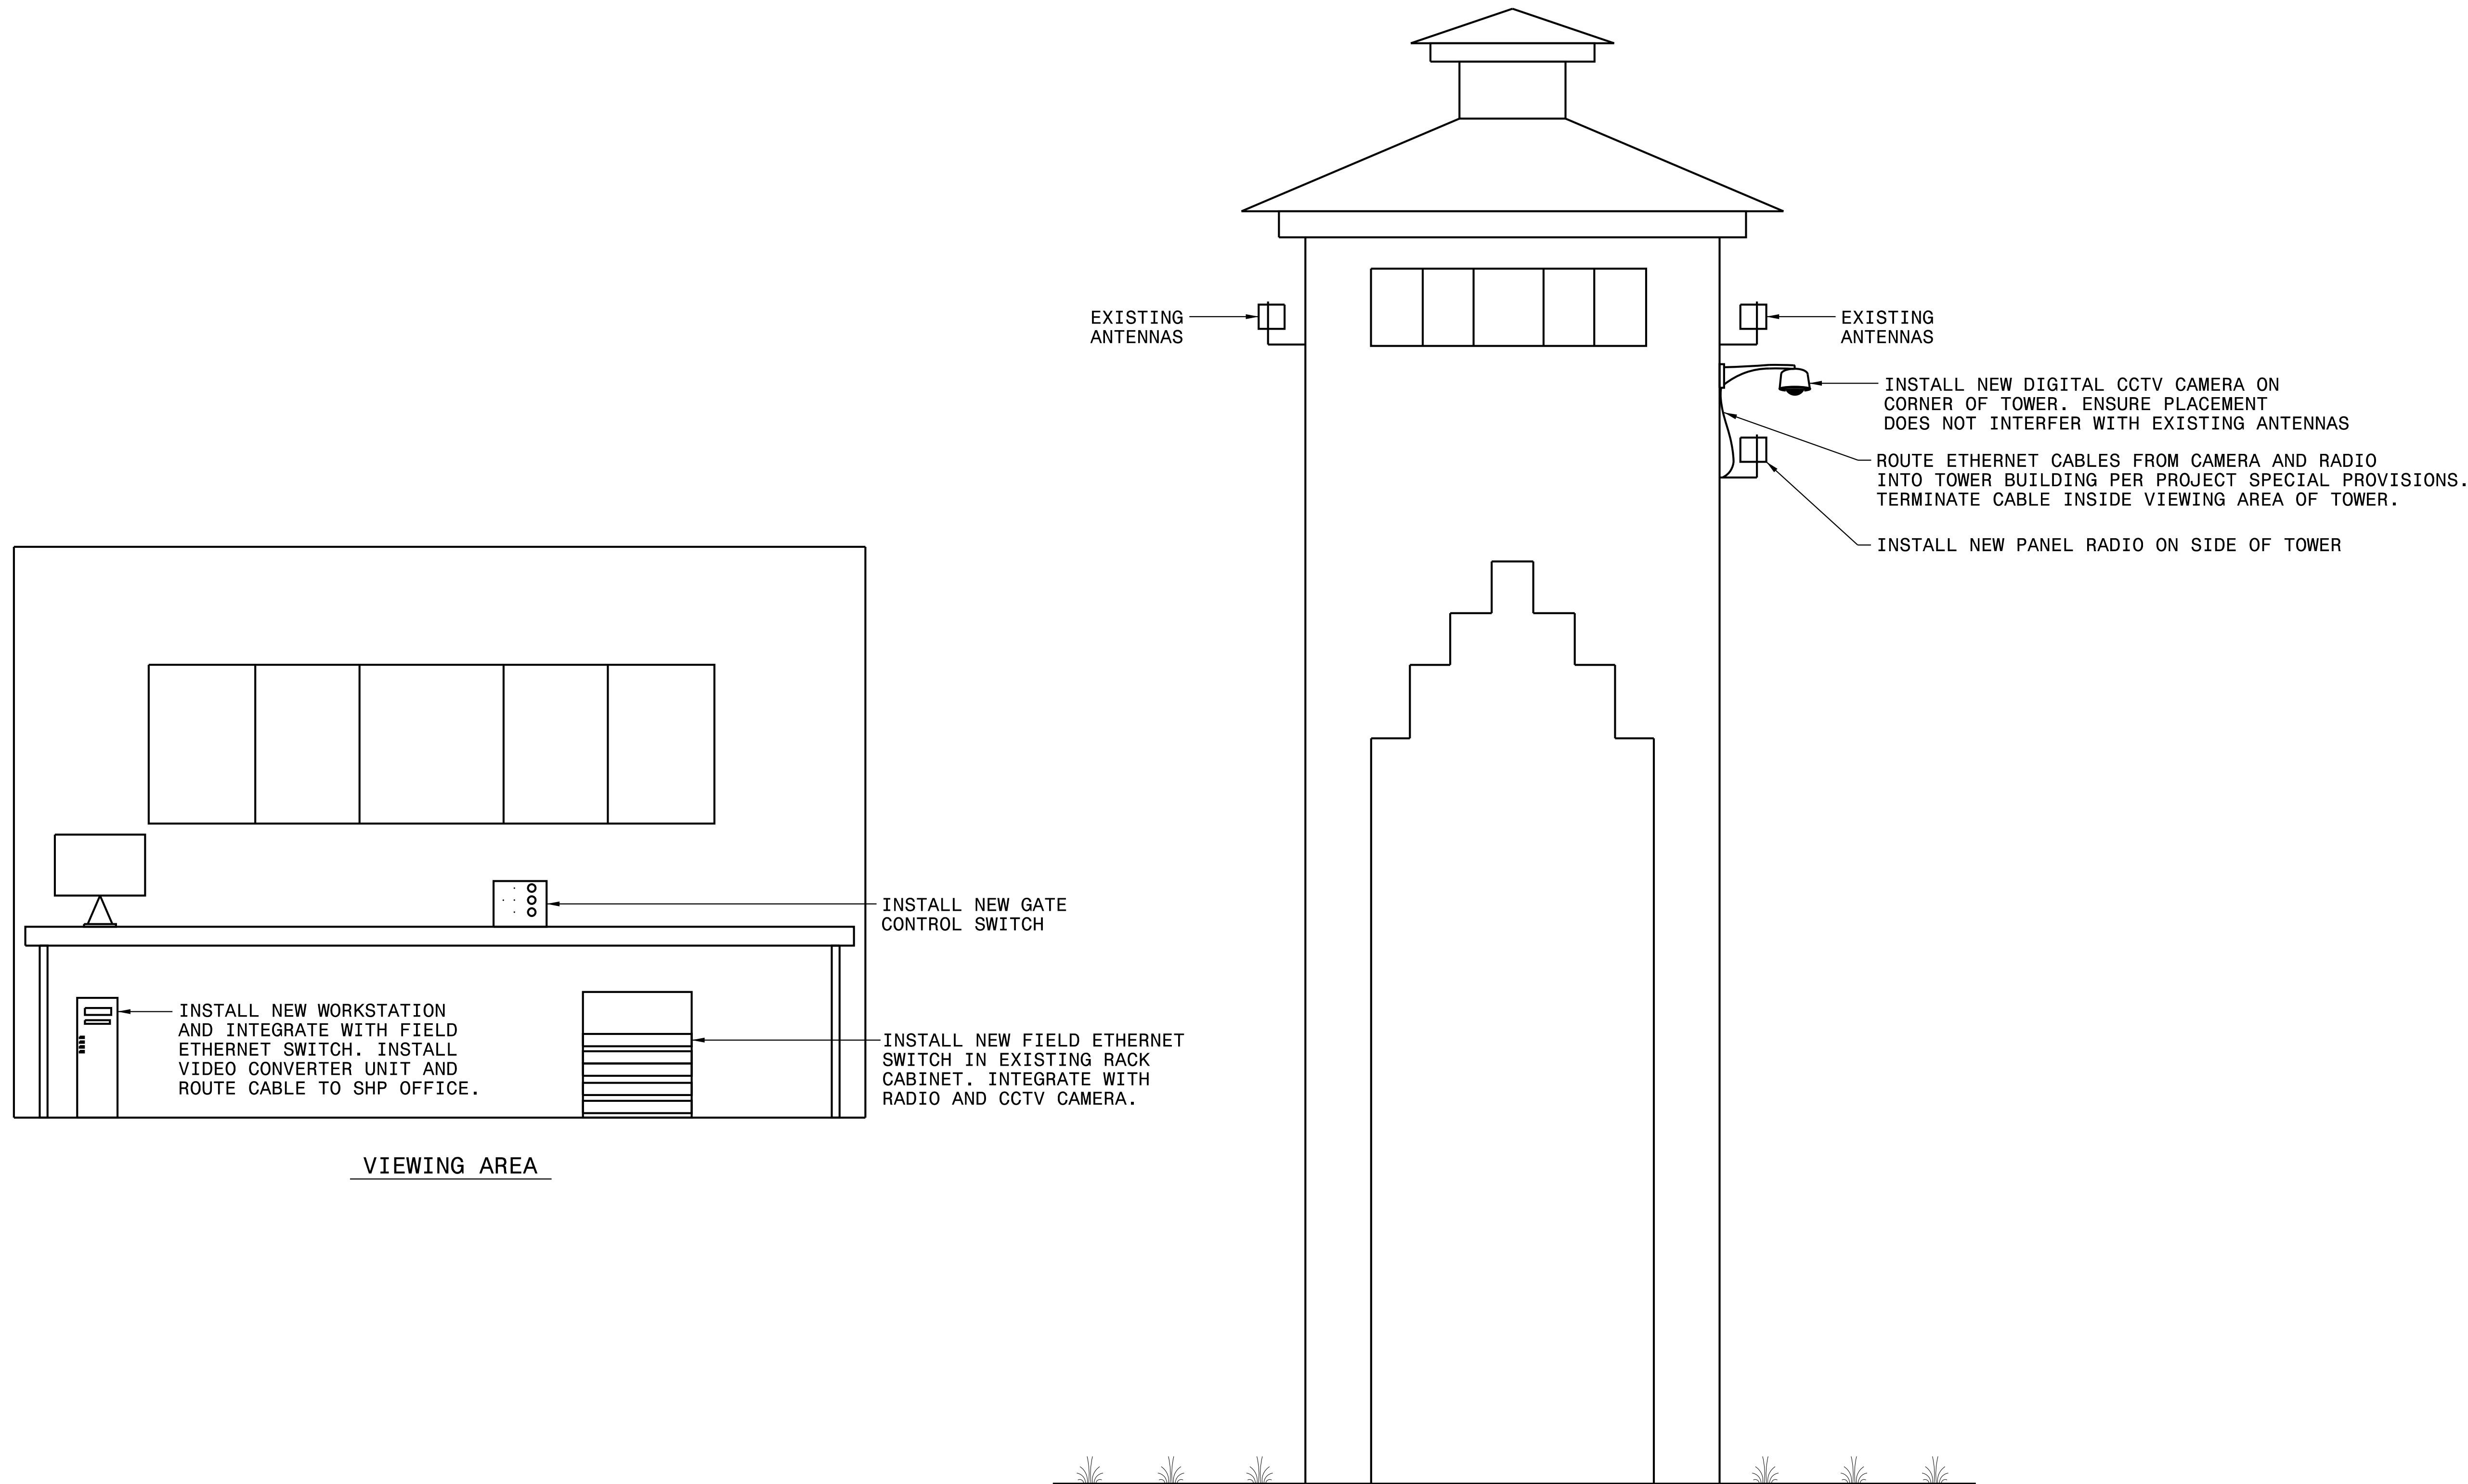 EXISTING
ANTENNAS
EXISTING
ANTENNAS
INSTALL NEW DIGITAL CCTV CAMERA ON
CORNER OF TOWER. ENSURE PLACEMENT
DOES NOT INTERFER WITH EXISTING ANTENNAS
ROUTE ETHERNET CABLES FROM CAMERA AND RADIO
INTO TOWER BUILDING PER PROJECT SPECIAL PROVISIONS.
TERMINATE CABLE INSIDE VIEWING AREA OF TOWER.
INSTALL NEW PANEL RADIO ON SIDE OF TOWER
INSTALL NEW GATE
CONTROL SWITCH
INSTALL NEW WORKSTATION
AND INTEGRATE WITH FIELD
ETHERNET SWITCH. INSTALL
VIDEO CONVERTER UNIT AND
ROUTE CABLE TO SHP OFFICE.
INSTALL NEW FIELD ETHERNET
SWITCH IN EXISTING RACK
CABINET. INTEGRATE WITH
RADIO AND CCTV CAMERA.
VIEWING AREA